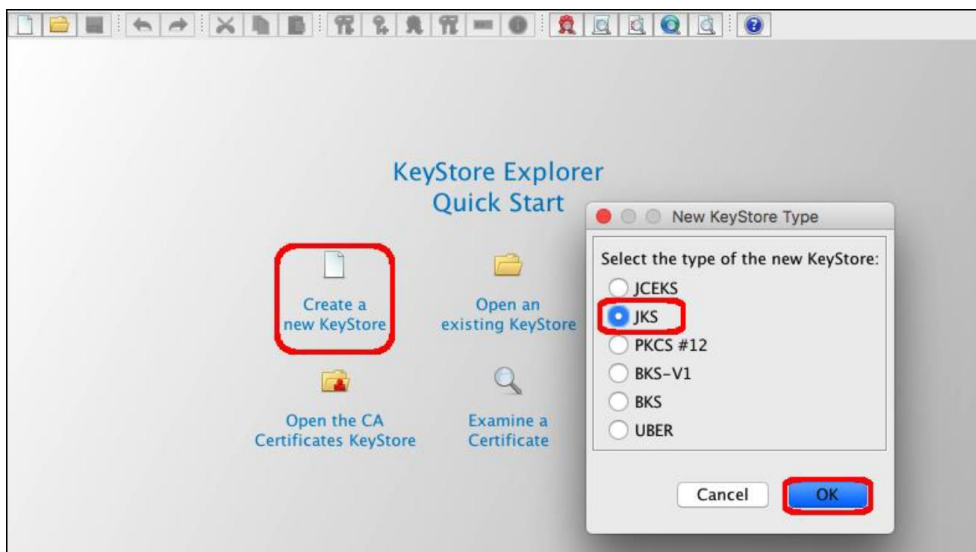 KeyStore Explorer
Quick Start
Create a
new KeyStore
Open an
existing KeyStore
Open the CA
Certificates KeyStore
Examine a
Certificate
New KeyStore Type
Select the type of the new KeyStore:
JCEKS
JKS
PKCS #12
BKS-V1
BKS
UBER
Cancel
OK